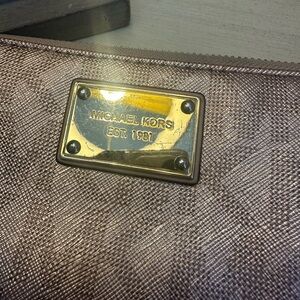 MICHAEL KORS
EST. 1981